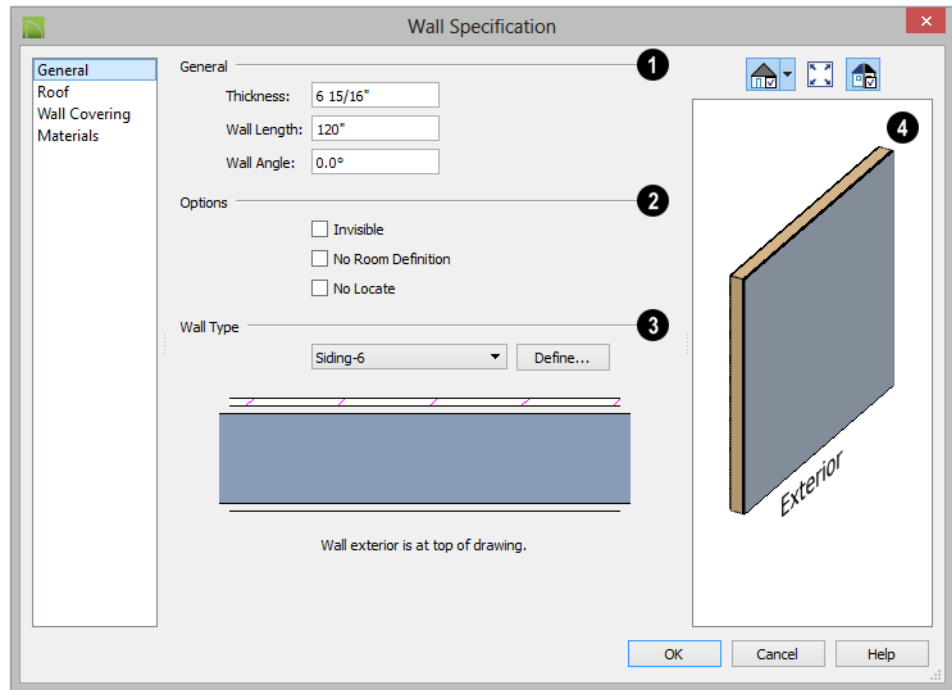 Wall Specification
General
Roof
Wall Covering
Materials
General
1
Thickness: 6 15/16"
Wall Length: 120"
Wall Angle: 0.0°
Options
2
Invisible
No Room Definition
No Locate
Wall Type
3
Siding-6
Define...
Wall exterior is at top of drawing.
4
Exterior
OK
Cancel
Help